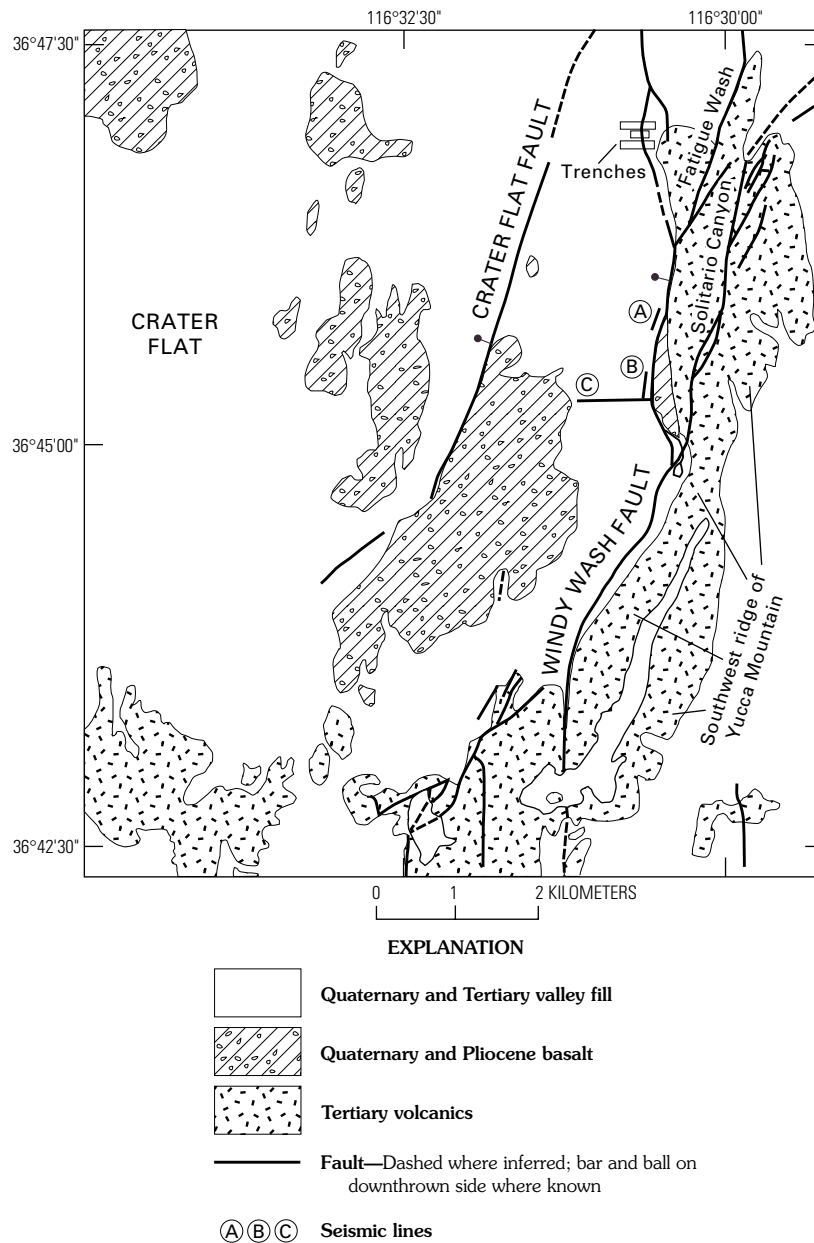 116°32'30"
116°30'00"
36°47'30"
Fatigue Wash
Trenches
CRATER FLAT FAULT
Solitario Canyon
CRATER
FLAT
A
B
C
36°45'00"
WINDY WASH FAULT
Southwest ridge of
Yucca Mountain
36°42'30"
0 1 2 KILOMETERS
EXPLANATION
Quaternary and Tertiary valley fill
Quaternary and Pliocene basalt
Tertiary volcanics
Fault—Dashed where inferred; bar and ball on
downthrown side where known
A B C Seismic lines